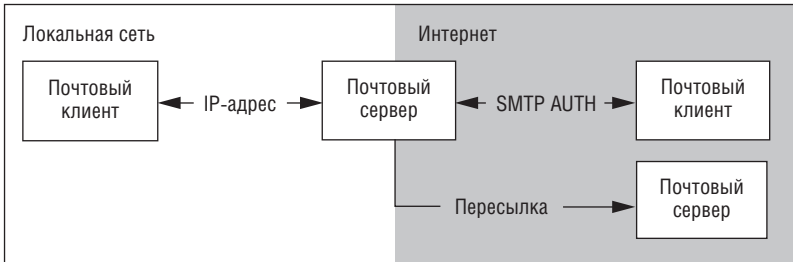 Локальная сеть
Интернет
Почтовый
клиент
IP-адрес
Почтовый
сервер
SMTP AUTH
Почтовый
клиент
Пересылка
Почтовый
сервер